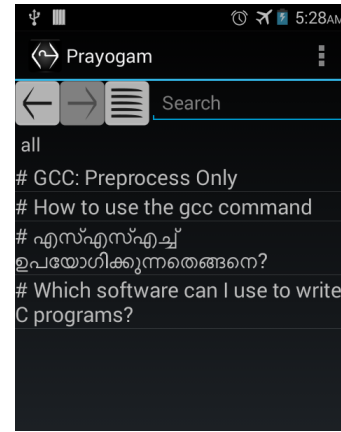 5:28AM
Prayogam
Search
all
# GCC: Preprocess Only
# How to use the gcc command
# എസ്എസ്എച്ച്
ഉപയോഗിക്കുന്നതെങ്ങനെ?
# Which software can I use to write
C programs?